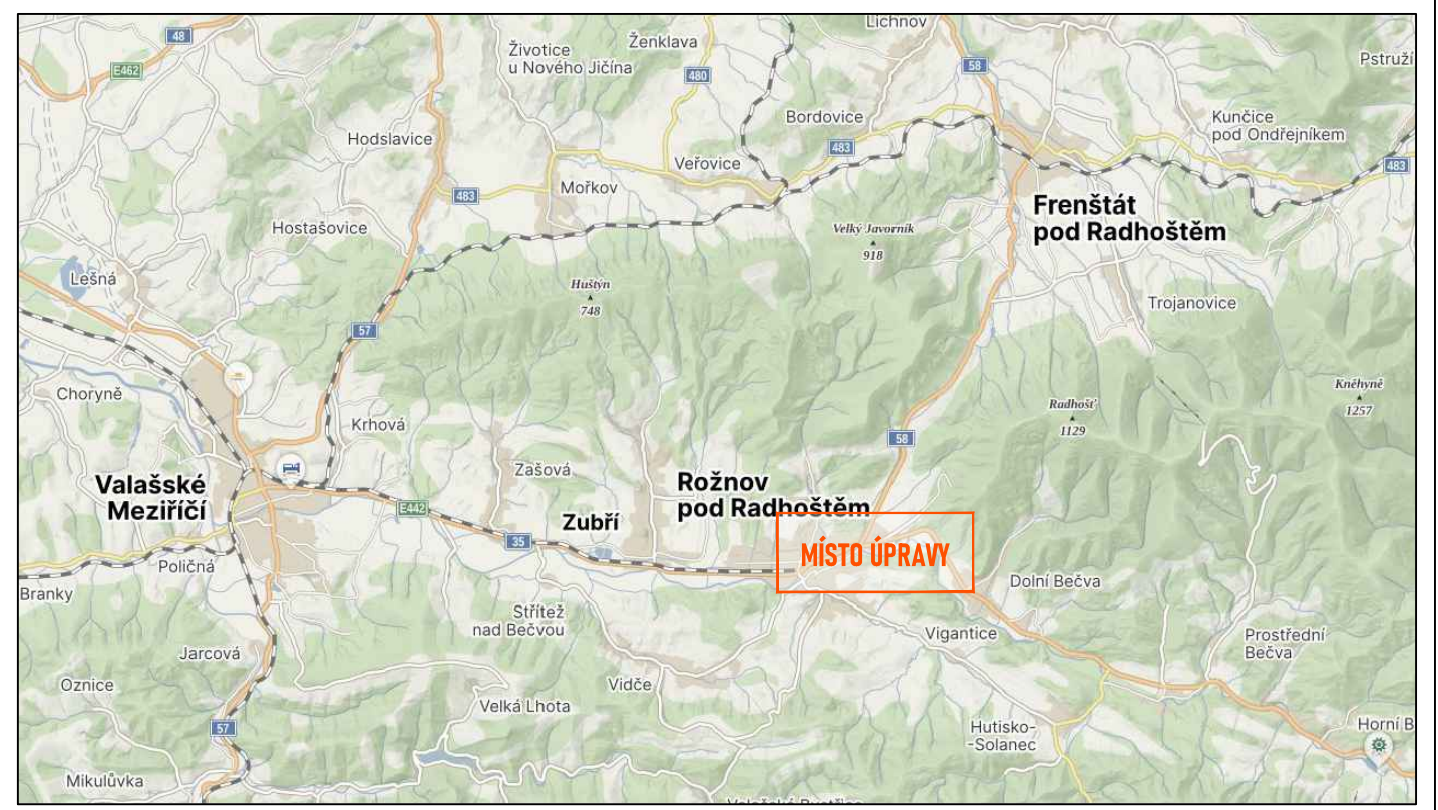 Lichnov
48
Životice
u Nového Jičína
Ženklava
Pstruží
E462
480
58
Bordovice
Kunčice
pod Ondřejníkem
Hodslavice
483
Veřovice
483
Mořkov
483
Frenštát
pod Radhoštěm
Hostašovice
Velký Javorník
918
Lešná
Huštýn
748
Trojanovice
57
Choryně
Kněhyně
1257
Radhošť
1129
Krhová
58
Zašová
Rožnov
pod Radhoštěm
Valašské
Meziříčí
E442
Zubří
35
MÍSTO ÚPRAVY
Poličná
Dolní Bečva
Branky
Střítež
nad Bečvou
Vigantice
Prostřední
Bečva
Jarcová
Oznice
Vidče
Velká Lhota
57
Hutisko-
-Solanec
Horní B
Mikulůvka